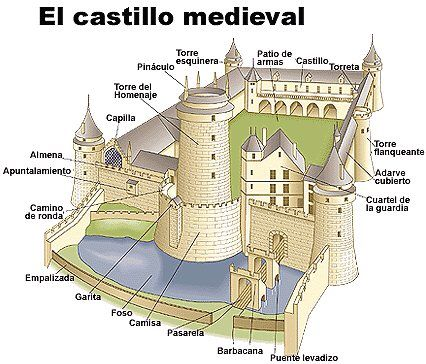 El castillo medieval
Torre
esquinera
Patio de
armas
Castillo
Torreta
Pináculo
Torre del
Homenaje
Capilla
Almena
Apuntalamiento
Torre
flanqueante
Adarve
cubierto
Camino
de ronda
Cuartel de
la guardia
Empalizada
Garita
Foso
Camisa
Pasarela
Barbacana
Puente levadizo